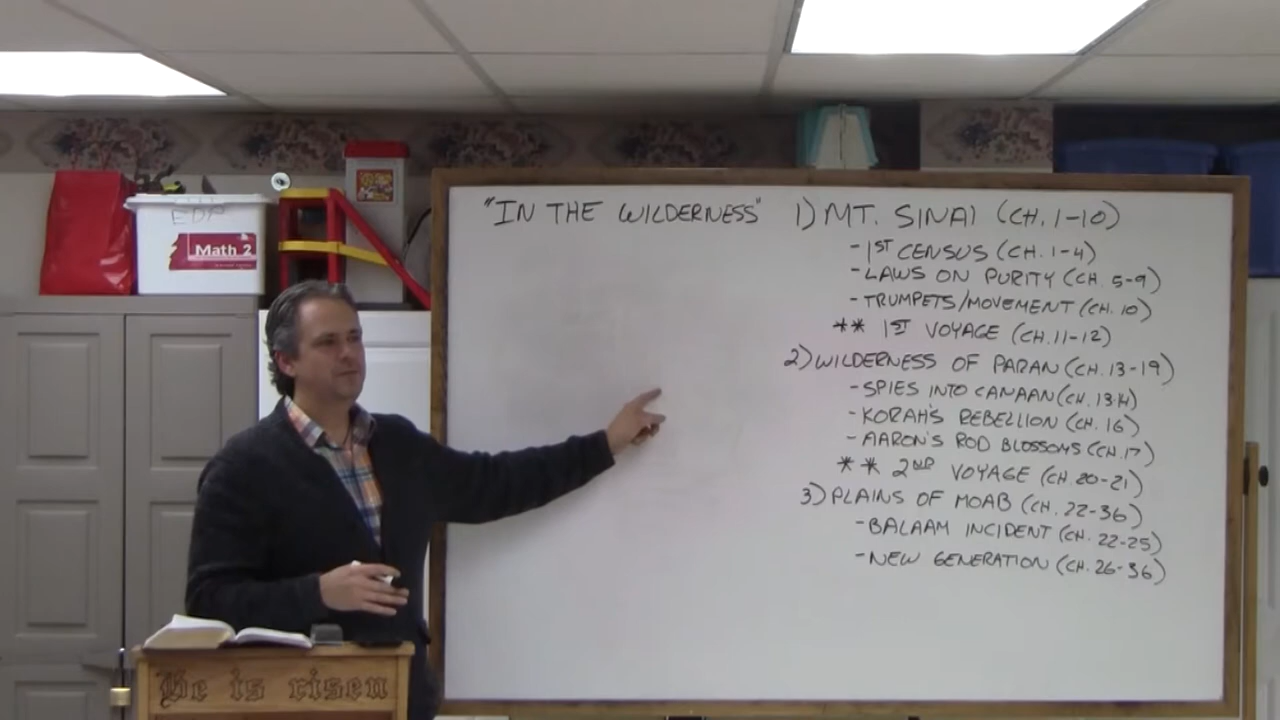 "IN THE WILDERNESS"
1) MT. SINAI (CH. 1-10)
- 1ST CENSUS (CH. 1-4)
- LAWS ON PURITY (CH. 5-9)
- TRUMPETS/MOVEMENT (CH. 10)
** 1ST VOYAGE (CH. 11-12)
2) WILDERNESS OF PARAN (CH. 13-19)
- SPIES INTO CANAAN (CH. 13-14)
- KORAH'S REBELLION (CH. 16)
- AARON'S ROD BLOSSOMS (CH. 17)
** 2ND VOYAGE (CH. 20-21)
3) PLAINS OF MOAB (CH. 22-36)
- BALAAM INCIDENT (CH. 22-25)
- NEW GENERATION (CH. 26-36)
Math 2
He is risen